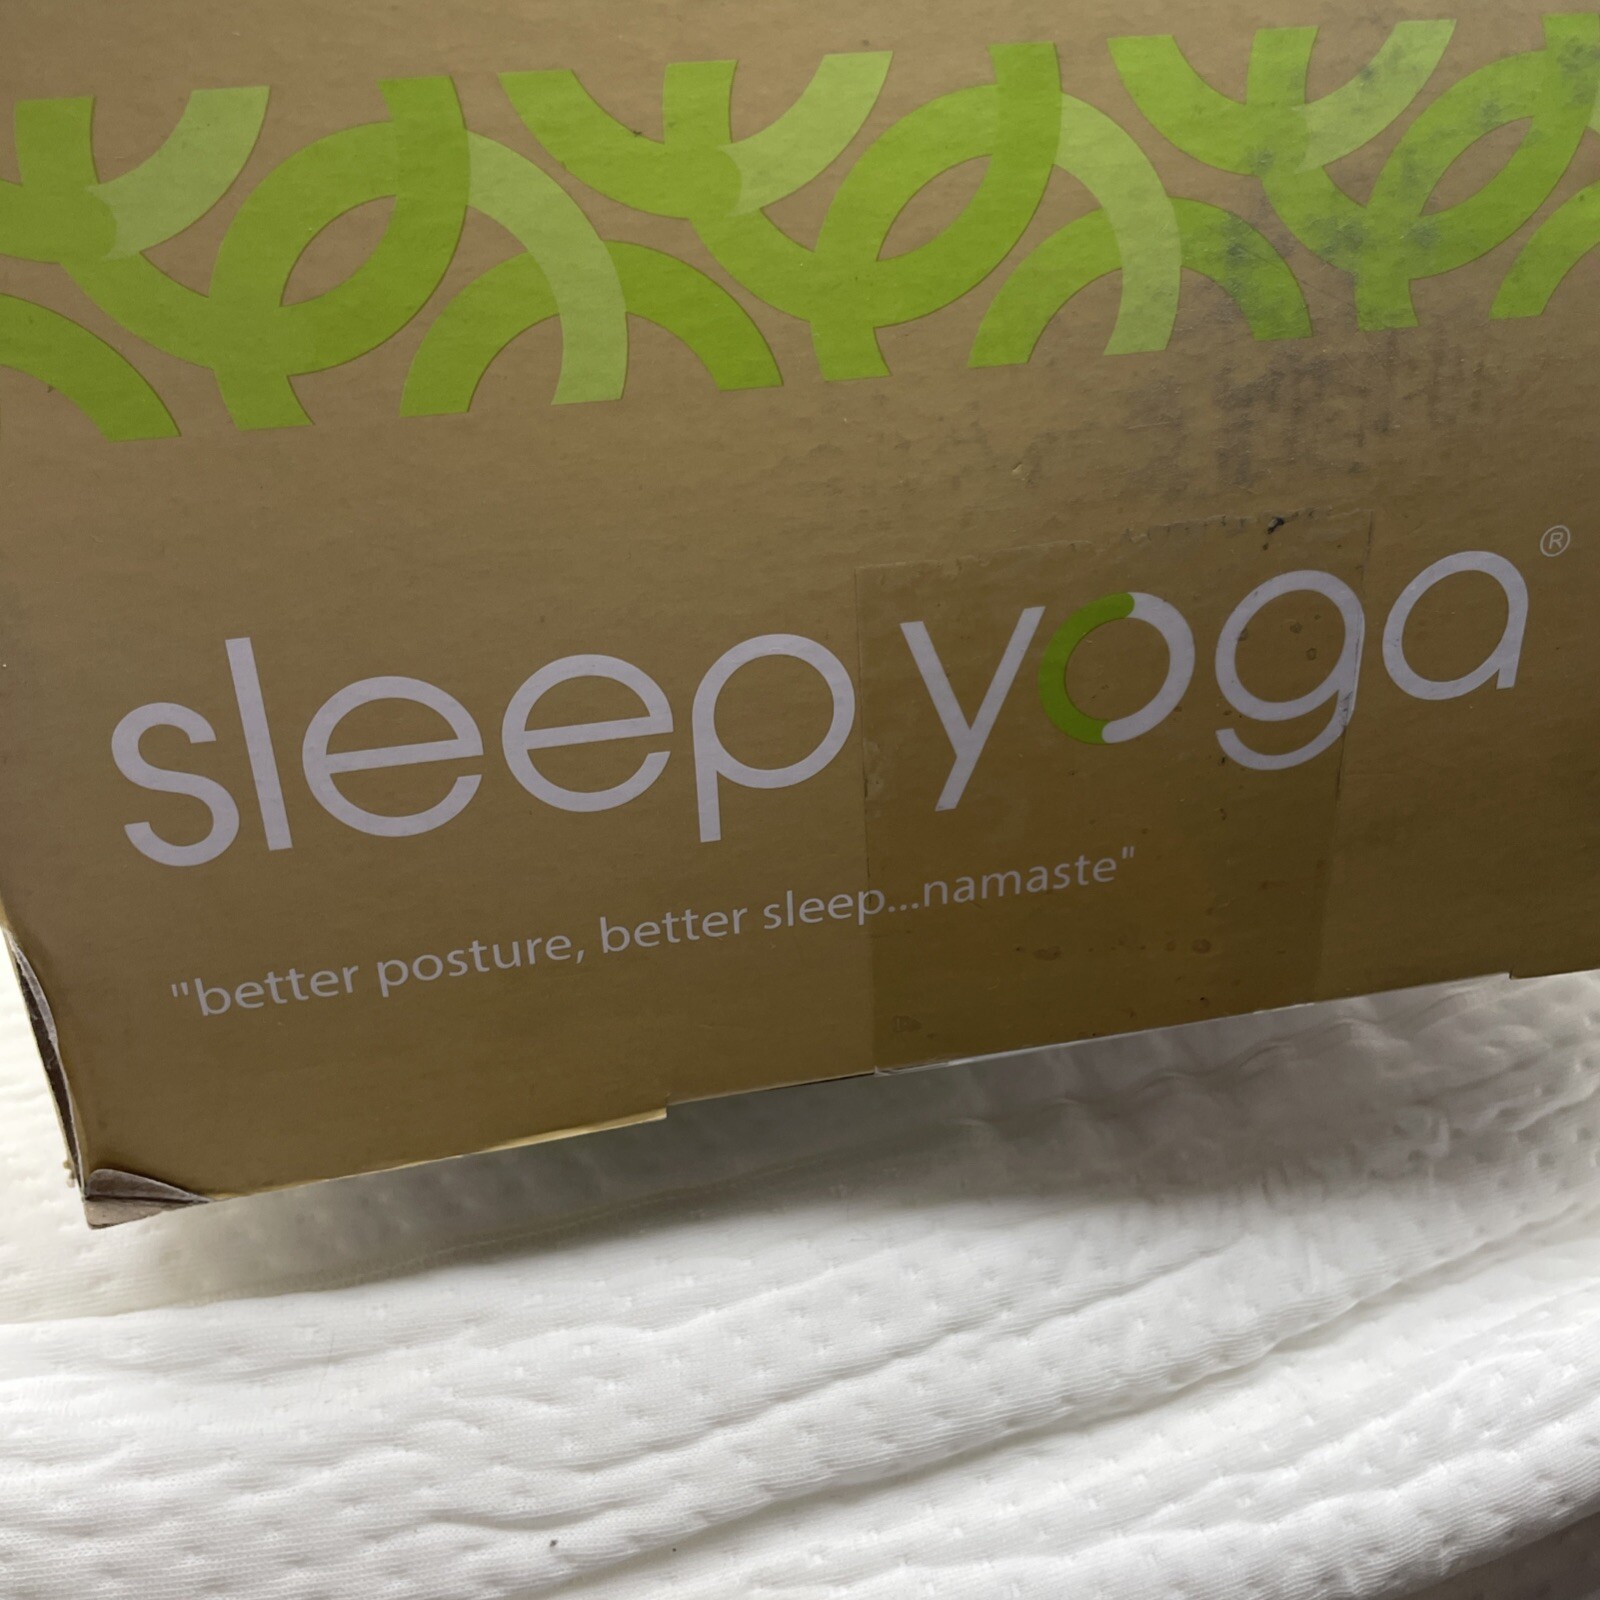 sleep yoga®
"better posture, better sleep...namaste"